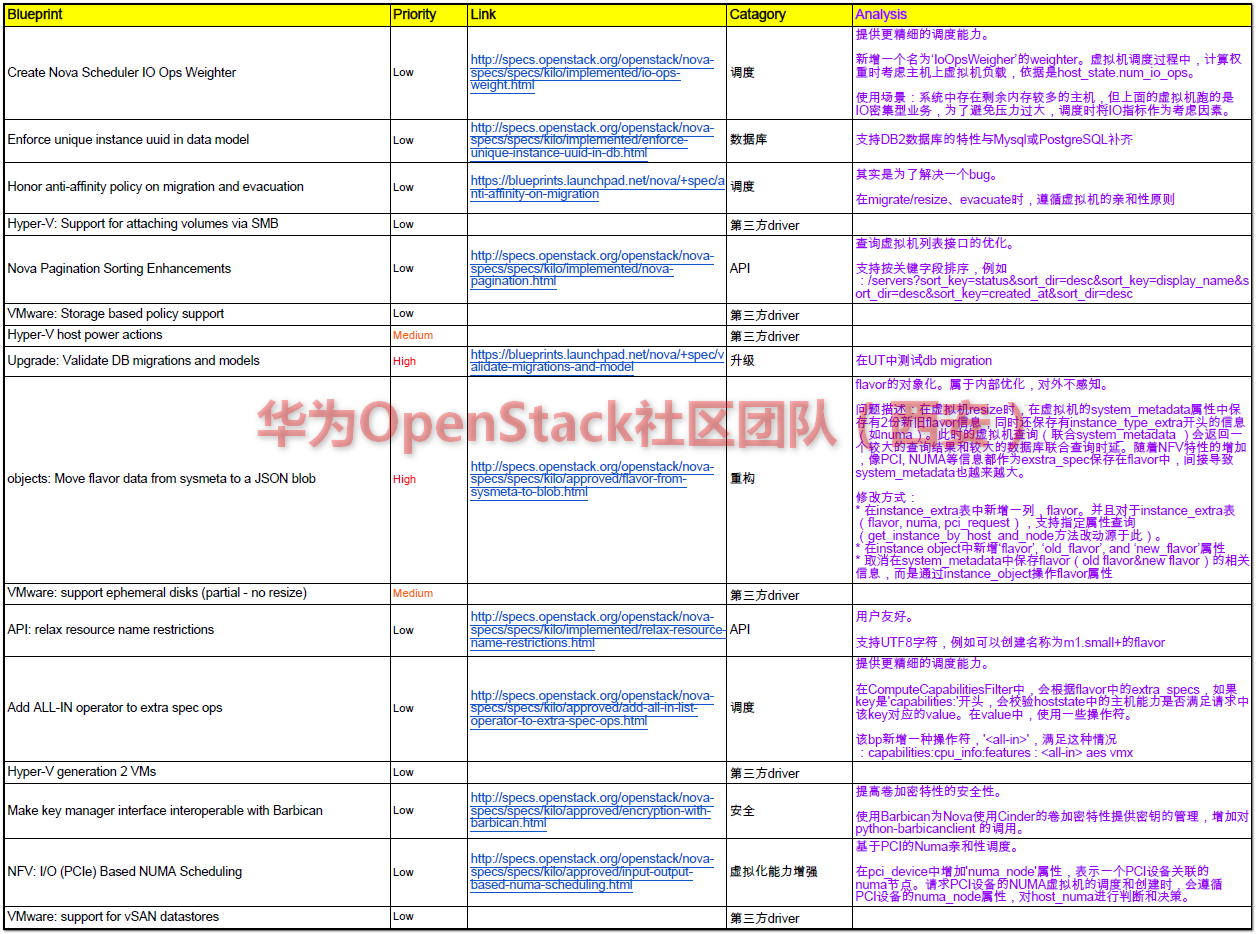 Blueprint Priority Link Catagory Analysis
Create Nova Scheduler IO Ops Weighter
Low
http://specs.openstack.org/openstack/nova-
specs/specs/kilo/implemented/io-ops-
weight.html
调度
提供更精细的调度能力。
新增一个名为‘IoOpsWeigher’的weighter。虚拟机调度过程中，计算权
重时考虑主机上虚拟机负载，依据是host_state.num_io_ops。
使用场景：系统中存在剩余内存较多的主机，但上面的虚拟机跑的是
IO密集型业务，为了避免压力过大，调度时将IO指标作为考虑因素。
Enforce unique instance uuid in data model
Low
http://specs.openstack.org/openstack/nova-
specs/specs/kilo/implemented/enforce-
unique-instance-uuid-in-db.html
数据库
支持DB2数据库的特性与Mysql或PostgreSQL补齐
Honor anti-affinity policy on migration and evacuation
Low
https://blueprints.launchpad.net/nova/+spec/a
nti-affinity-on-migration
调度
其实是为了解决一个bug。
在migrate/resize、evacuate时，遵循虚拟机的亲和性原则
Hyper-V: Support for attaching volumes via SMB
Low
第三方driver
Nova Pagination Sorting Enhancements
Low
http://specs.openstack.org/openstack/nova-
specs/specs/kilo/implemented/nova-
pagination.html
API
查询虚拟机列表接口的优化。
支持按关键字段排序，例如
：/servers?sort_key=status&sort_dir=desc&sort_key=display_name&s
ort_dir=desc&sort_key=created_at&sort_dir=desc
VMware: Storage based policy support
Low
第三方driver
Hyper-V host power actions
Medium
第三方driver
Upgrade: Validate DB migrations and models
High
https://blueprints.launchpad.net/nova/+spec/v
alidate-migrations-and-model
升级
在UT中测试db migration
objects: Move flavor data from sysmeta to a JSON blob
High
http://specs.openstack.org/openstack/nova-
specs/specs/kilo/approved/flavor-from-
sysmeta-to-blob.html
重构
flavor的对象化。属于内部优化，对外不感知。
问题描述：在虚拟机resize时，在虚拟机的system_metadata属性中保
存有2份新旧flavor信息，同时还保存有instance_type_extra开头的信息
（如numa）。此时的虚拟机查询（联合system_metadata ）会返回一
个较大的查询结果和较大的数据库联合查询时延。随着NFV特性的增加
，像PCI, NUMA等信息都作为exstra_spec保存在flavor中，间接导致
system_metadata也越来越大。
修改方式：
* 在instance_extra表中新增一列，flavor。并且对于instance_extra表
（flavor, numa, pci_request），支持指定属性查询
（get_instance_by_host_and_node方法改动源于此）。
* 在instance object中新增‘flavor’, ‘old_flavor’, and ‘new_flavor’属性
* 取消在system_metadata中保存flavor（old flavor&new flavor）的相关
信息，而是通过instance_object操作flavor属性
华为OpenStack社区团队（西安）
VMware: support ephemeral disks (partial - no resize)
Medium
第三方driver
API: relax resource name restrictions
Low
http://specs.openstack.org/openstack/nova-
specs/specs/kilo/implemented/relax-resource-
name-restrictions.html
API
用户友好。
支持UTF8字符，例如可以创建名称为m1.small+的flavor
Add ALL-IN operator to extra spec ops
Low
http://specs.openstack.org/openstack/nova-
specs/specs/kilo/approved/add-all-in-list-
operator-to-extra-spec-ops.html
调度
提供更精细的调度能力。
在ComputeCapabilitiesFilter中，会根据flavor中的extra_specs，如果
key是'capabilities:'开头，会校验hoststate中的主机能力是否满足请求中
该key对应的value。在value中，使用一些操作符。
该bp新增一种操作符，'<all-in>'，满足这种情况
：capabilities:cpu_info:features : <all-in> aes vmx
Hyper-V generation 2 VMs
Low
第三方driver
Make key manager interface interoperable with Barbican
Low
http://specs.openstack.org/openstack/nova-
specs/specs/kilo/approved/encryption-with-
barbican.html
安全
提高卷加密特性的安全性。
使用Barbican为Nova使用Cinder的卷加密特性提供密钥的管理，增加对
python-barbicanclient 的调用。
NFV: I/O (PCIe) Based NUMA Scheduling
Low
http://specs.openstack.org/openstack/nova-
specs/specs/kilo/approved/input-output-
based-numa-scheduling.html
虚拟化能力增强
基于PCI的Numa亲和性调度。
在pci_device中增加'numa_node'属性，表示一个PCI设备关联的
numa节点。请求PCI设备的NUMA虚拟机的调度和创建时，会遵循
PCI设备的numa_node属性，对host_numa进行判断和决策。
VMware: support for vSAN datastores
Low
第三方driver